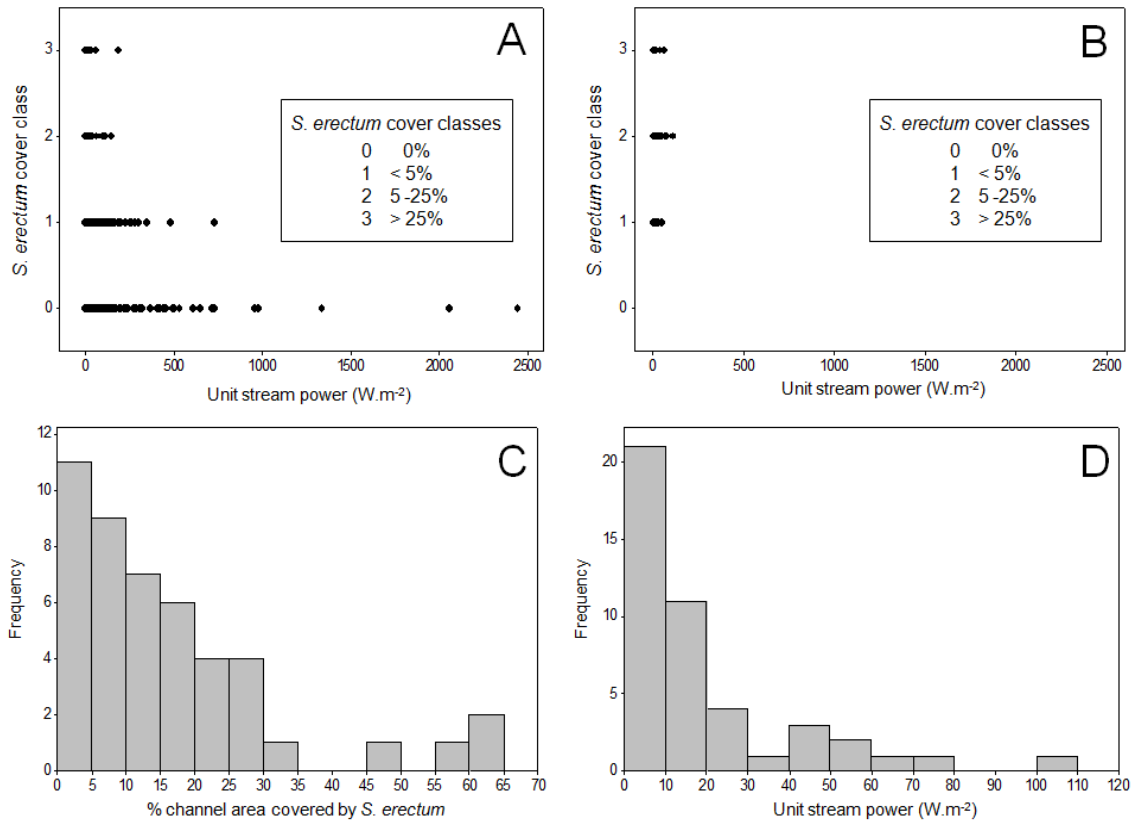 A
3
2
1
0
S. erectum cover class
S. erectum cover classes
0 0%
1 < 5%
2 5 -25%
3 > 25%
0 500 1000 1500 2000 2500
Unit stream power (W.m-2)
B
3
2
1
0
S. erectum cover class
S. erectum cover classes
0 0%
1 < 5%
2 5 -25%
3 > 25%
0 500 1000 1500 2000 2500
Unit stream power (W.m-2)
C
12
10
8
6
4
2
0
Frequency
0 5 10 15 20 25 30 35 40 45 50 55 60 65 70
% channel area covered by S. erectum
D
20
15
10
5
0
Frequency
0 10 20 30 40 50 60 70 80 90 100 110 120
Unit stream power (W.m-2)